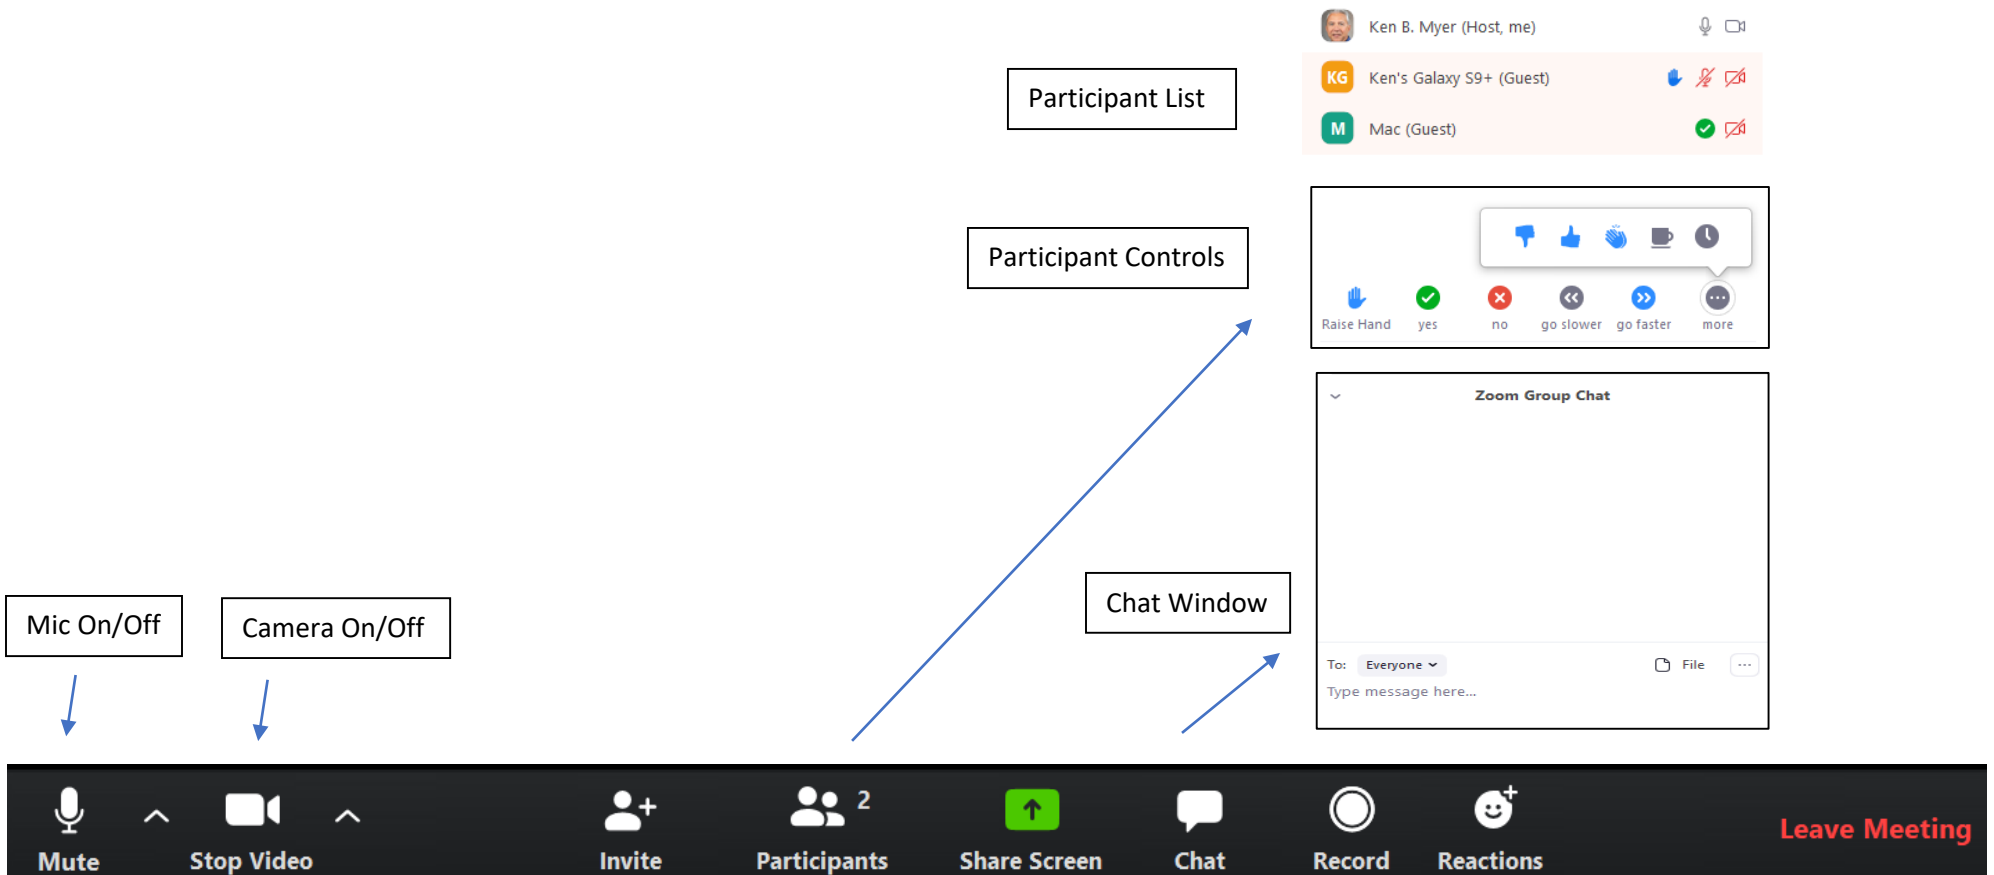 Ken B. Myer (Host, me)
KG Ken's Galaxy S9+ (Guest)
Participant List
M Mac (Guest)
Participant Controls
Raise Hand yes no go slower go faster more
Zoom Group Chat
Chat Window
Mic On/Off
Camera On/Off
To: Everyone File
Type message here...
2
Mute Stop Video Invite Participants Share Screen Chat Record Reactions
Leave Meeting